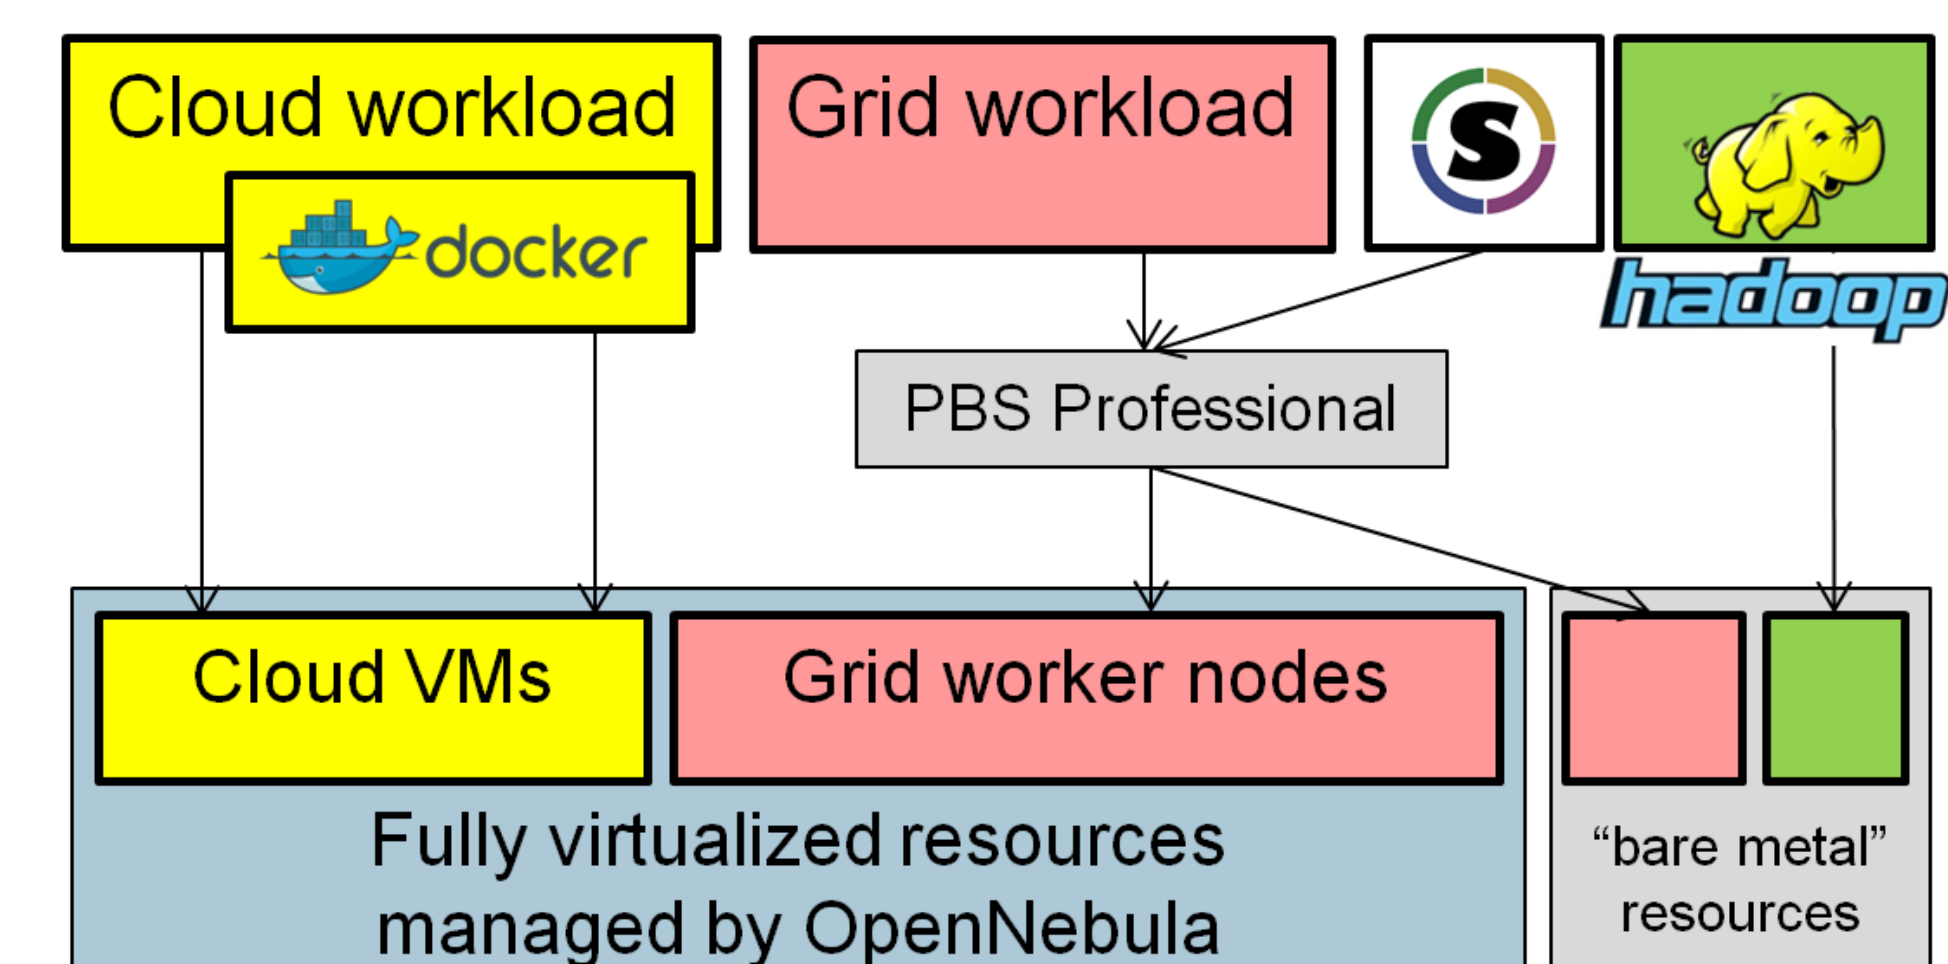 Cloud workload
Grid workload
S
docker
hadoop
PBS Professional
Cloud VMs
Grid worker nodes
Fully virtualized resources
managed by OpenNebula
“bare metal”
resources